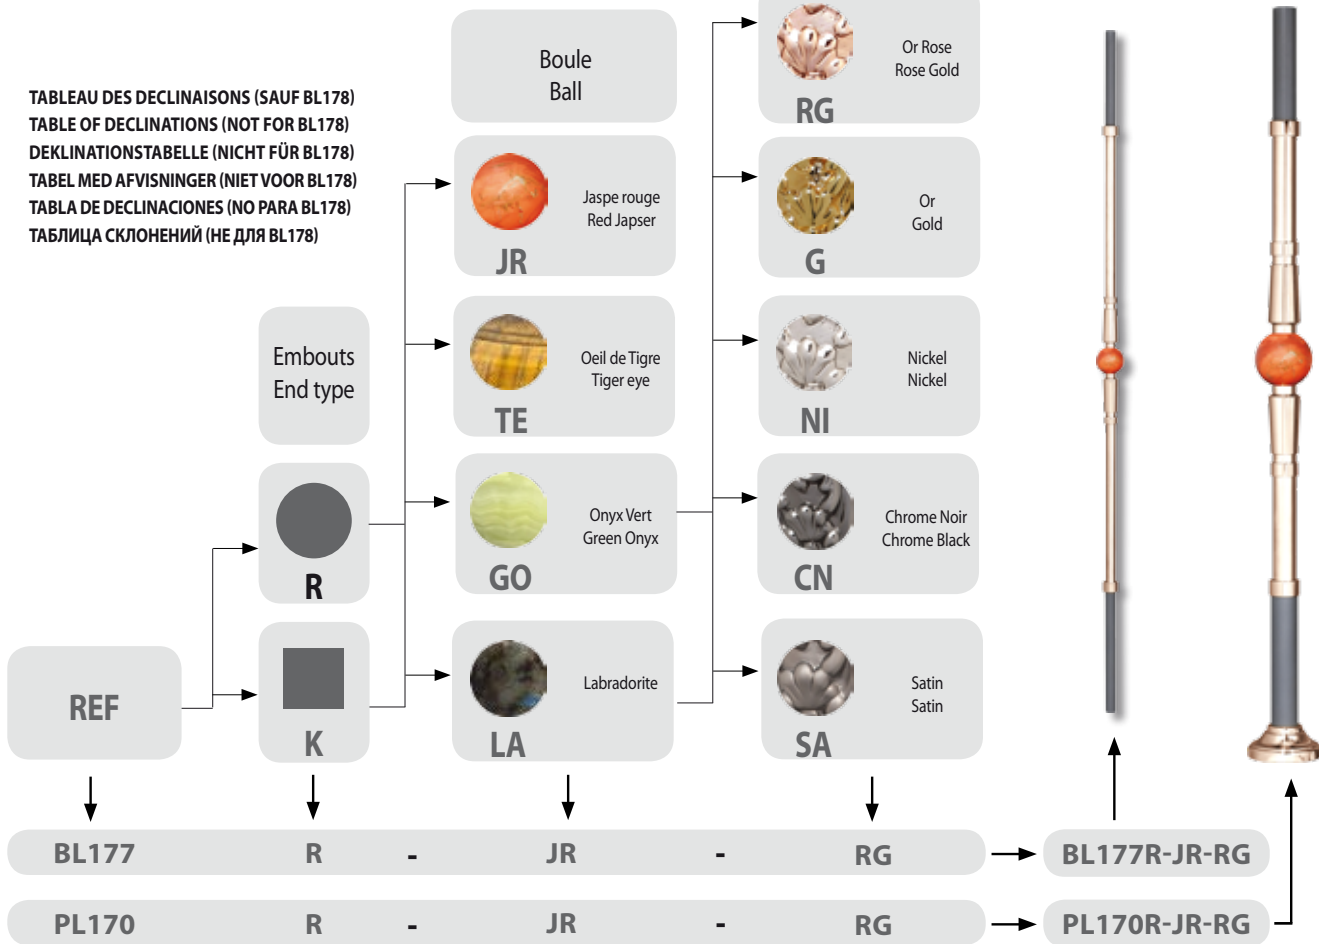 TABLEAU DES DECLINAISONS (SAUF BL178)
TABLE OF DECLINATIONS (NOT FOR BL178)
DEKLINATIONSTABELLE (NICHT FÜR BL178)
TABEL MED AFVISNINGER (NIET VOOR BL178)
TABLA DE DECLINACIONES (NO PARA BL178)
ТАБЛИЦА СКЛОНЕНИЙ (НЕ ДЛЯ BL178)
REF
Embouts
End type
R
K
Boule
Ball
Jaspe rouge
Red Japser
JR
Oeil de Tigre
Tiger eye
TE
Onyx Vert
Green Onyx
GO
Labradorite
LA
Or Rose
Rose Gold
RG
Or
Gold
G
Nickel
Nickel
NI
Chrome Noir
Chrome Black
CN
Satin
Satin
SA
BL177 R - JR - RG BL177R-JR-RG
PL170 R - JR - RG PL170R-JR-RG